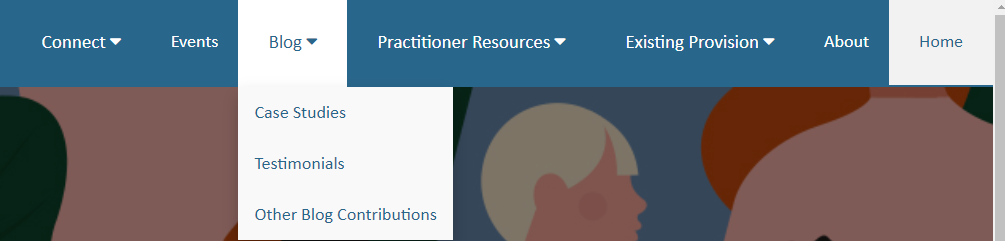 Connect Events Blog Practitioner Resources Existing Provision About Home
Case Studies
Testimonials
Other Blog Contributions